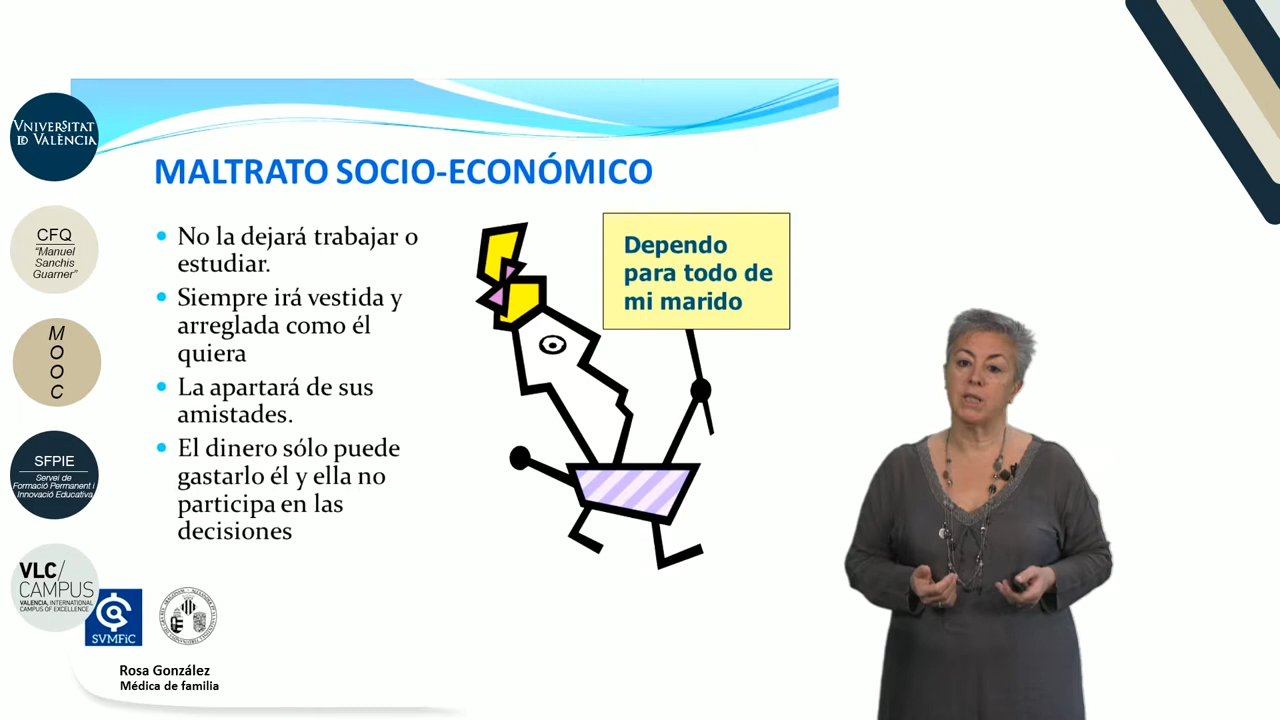 VNIVERSITAT
ID VALÈNCIA
CFQ
"Manuel
Sanchis
Guarner"
M
O
O
C
SFPIE
Servei de
Formació Permanent i
Innovació Educativa
VLC/
CAMPUS
VALENCIA, INTERNATIONAL
CAMPUS OF EXCELLENCE
MALTRATO SOCIO-ECONÓMICO
No la dejará trabajar o
estudiar.
Siempre irá vestida y
arreglada como él
quiera
La apartará de sus
amistades.
El dinero sólo puede
gastarlo él y ella no
participa en las
decisiones
Dependo
para todo de
mi marido
SVMFiC
Rosa González
Médica de familia